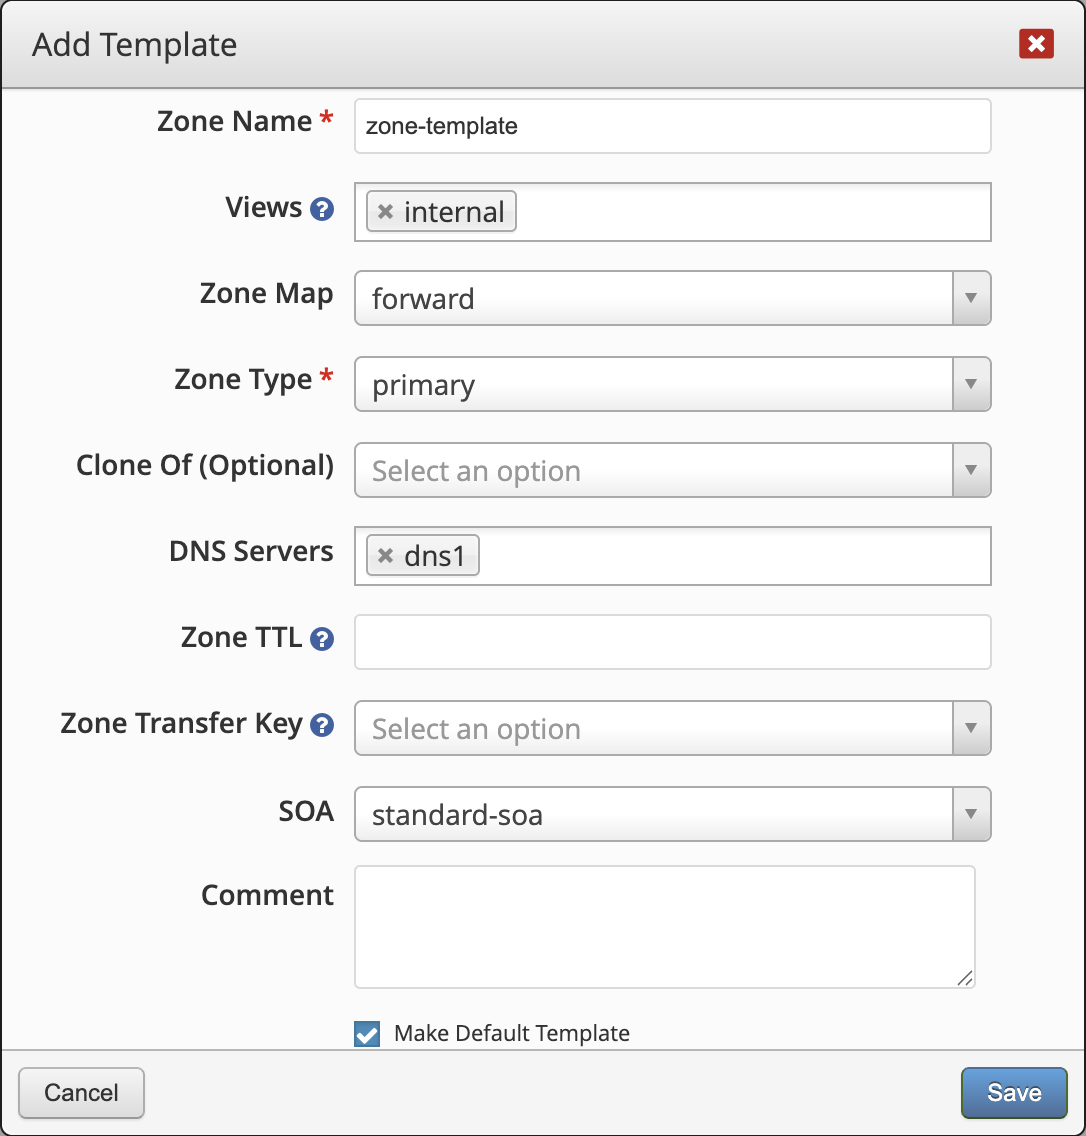 Add Template
Zone Name * zone-template
Views ? × internal
Zone Map forward
Zone Type * primary
Clone Of (Optional) Select an option
DNS Servers × dns1
Zone TTL ?
Zone Transfer Key ? Select an option
SOA standard-soa
Comment
Make Default Template
Cancel Save